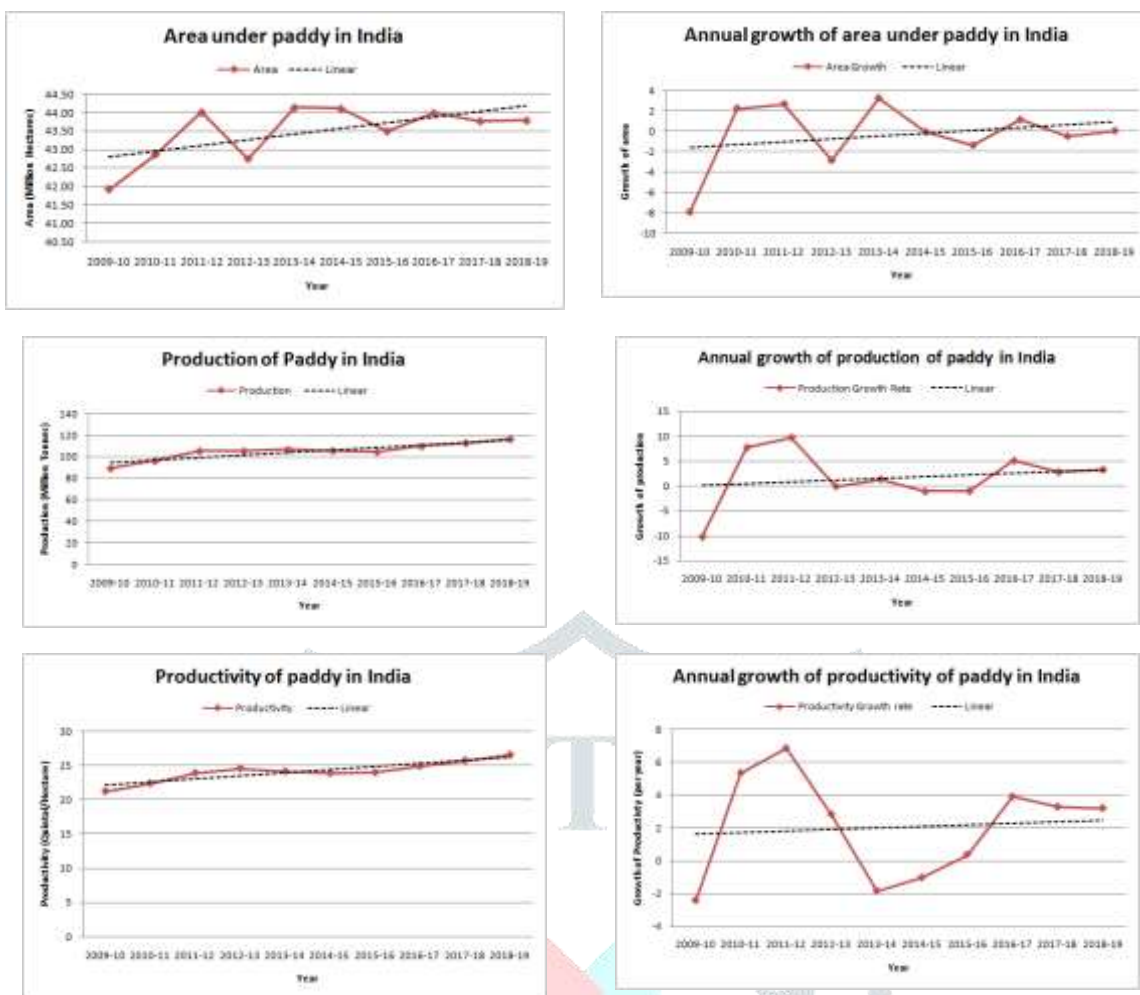 Area under paddy in India
Area Linear
Area (Million Hectares)
44.50
44.00
43.50
43.00
42.50
42.00
41.50
41.00
40.50
2009-10 2010-11 2011-12 2012-13 2013-14 2014-15 2015-16 2016-17 2017-18 2018-19
Year
Annual growth of area under paddy in India
Area Growth Linear
Growth of area
4
2
0
-2
-4
-6
-8
-10
2009-10 2010-11 2011-12 2012-13 2013-14 2014-15 2015-16 2016-17 2017-18 2018-19
Year
Production of Paddy in India
Production Linear
Production (Million Tonnes)
140
120
100
80
60
40
20
0
2009-10 2010-11 2011-12 2012-13 2013-14 2014-15 2015-16 2016-17 2017-18 2018-19
Year
Annual growth of production of paddy in India
Production Growth Rate Linear
Growth of production
15
10
5
0
-5
-10
-15
2009-10 2010-11 2011-12 2012-13 2013-14 2014-15 2015-16 2016-17 2017-18 2018-19
Year
Productivity of paddy in India
Productivity Linear
Productivity (Quintal/Hectare)
30
25
20
15
10
5
0
2009-10 2010-11 2011-12 2012-13 2013-14 2014-15 2015-16 2016-17 2017-18 2018-19
Year
Annual growth of productivity of paddy in India
Productivity Growth rate Linear
Growth of Productivity (per year)
8
6
4
2
0
-2
-4
2009-10 2010-11 2011-12 2012-13 2013-14 2014-15 2015-16 2016-17 2017-18 2018-19
Year